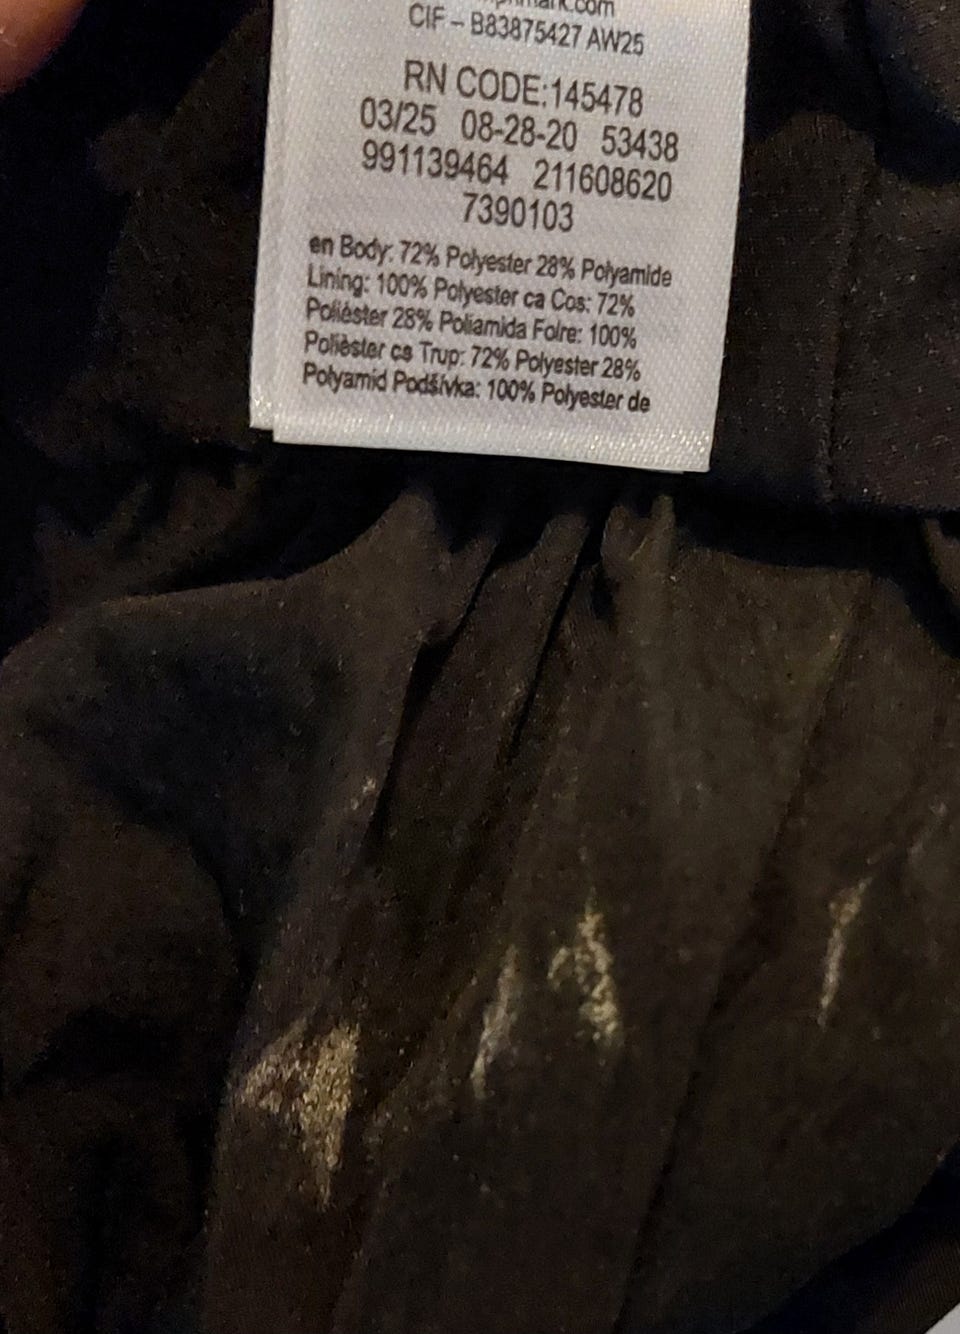 CIF – B83875427 AW25
RN CODE:145478
03/25 08-28-20 53438
991139464 211608620
7390103
en Body: 72% Polyester 28% Polyamide
Lining: 100% Polyester ca Cos: 72%
Polièster 28% Poliamida Folre: 100%
Polièster cs Trup: 72% Polyester 28%
Polyamid Podšívka: 100% Polyester de